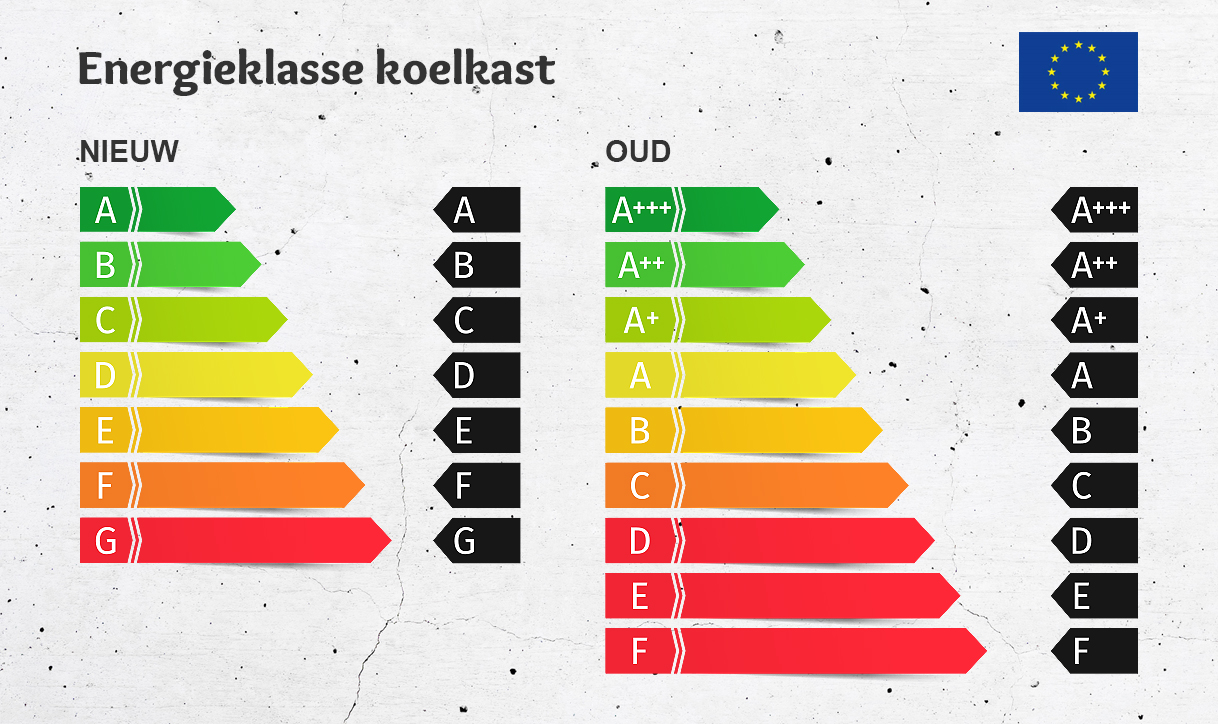 Energieklasse koelkast
NIEUW
A A
B B
C C
D D
E E
F F
G G
OUD
A+++ A+++
A++ A++
A+ A+
A A
B B
C C
D D
E E
F F